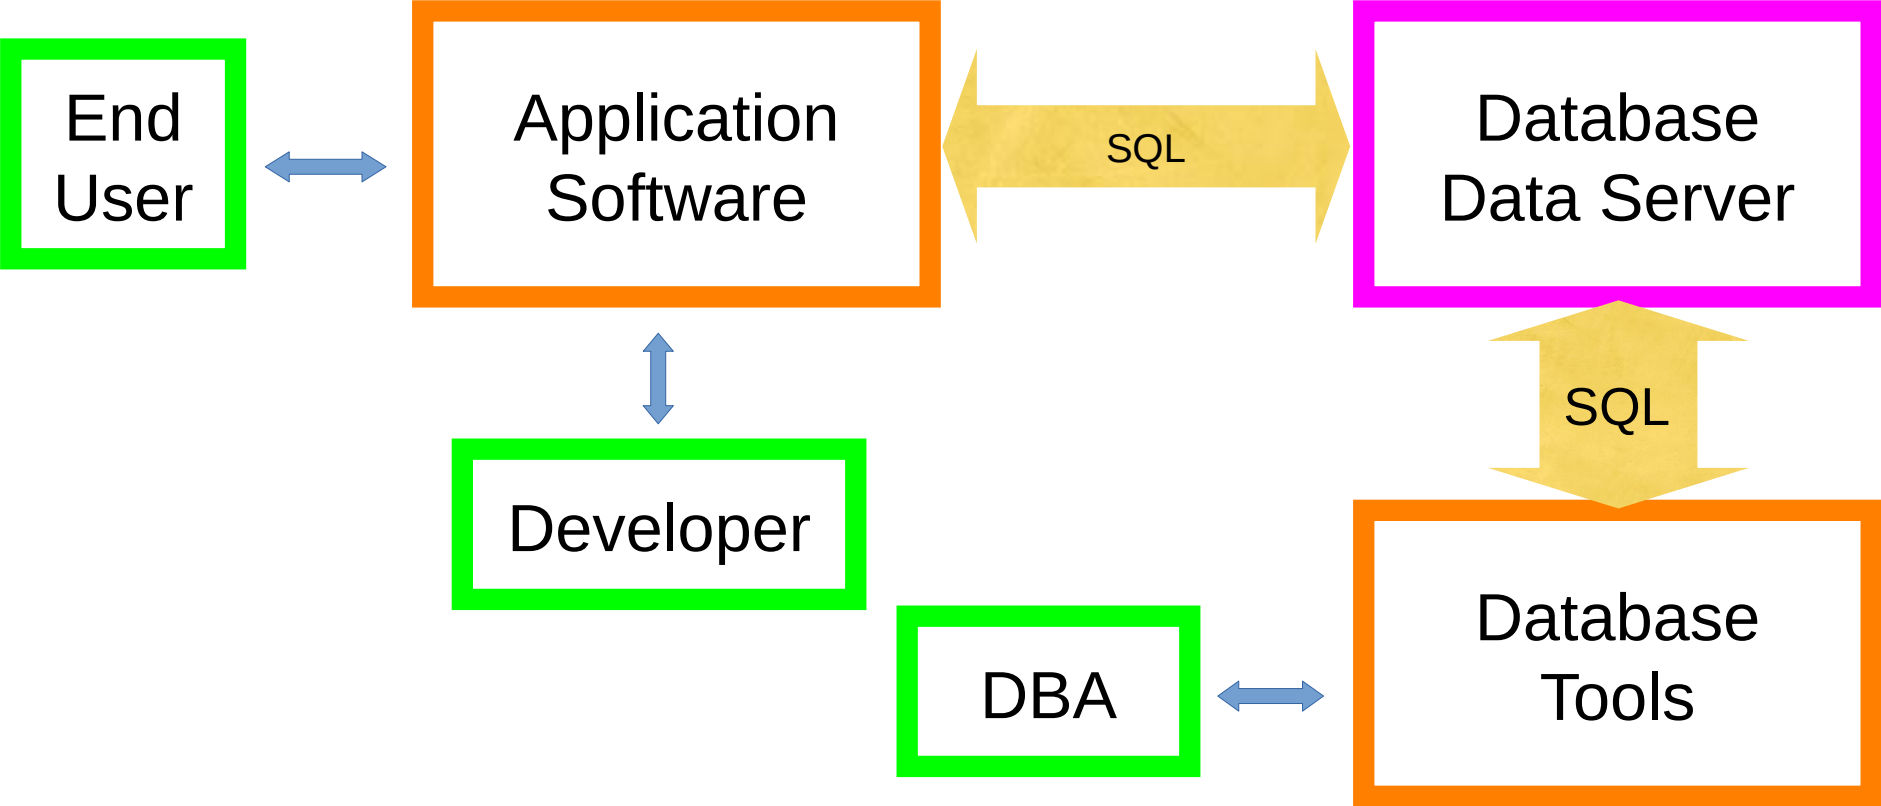 End
User
Application
Software
SQL
Database
Data Server
SQL
Developer
DBA
Database
Tools